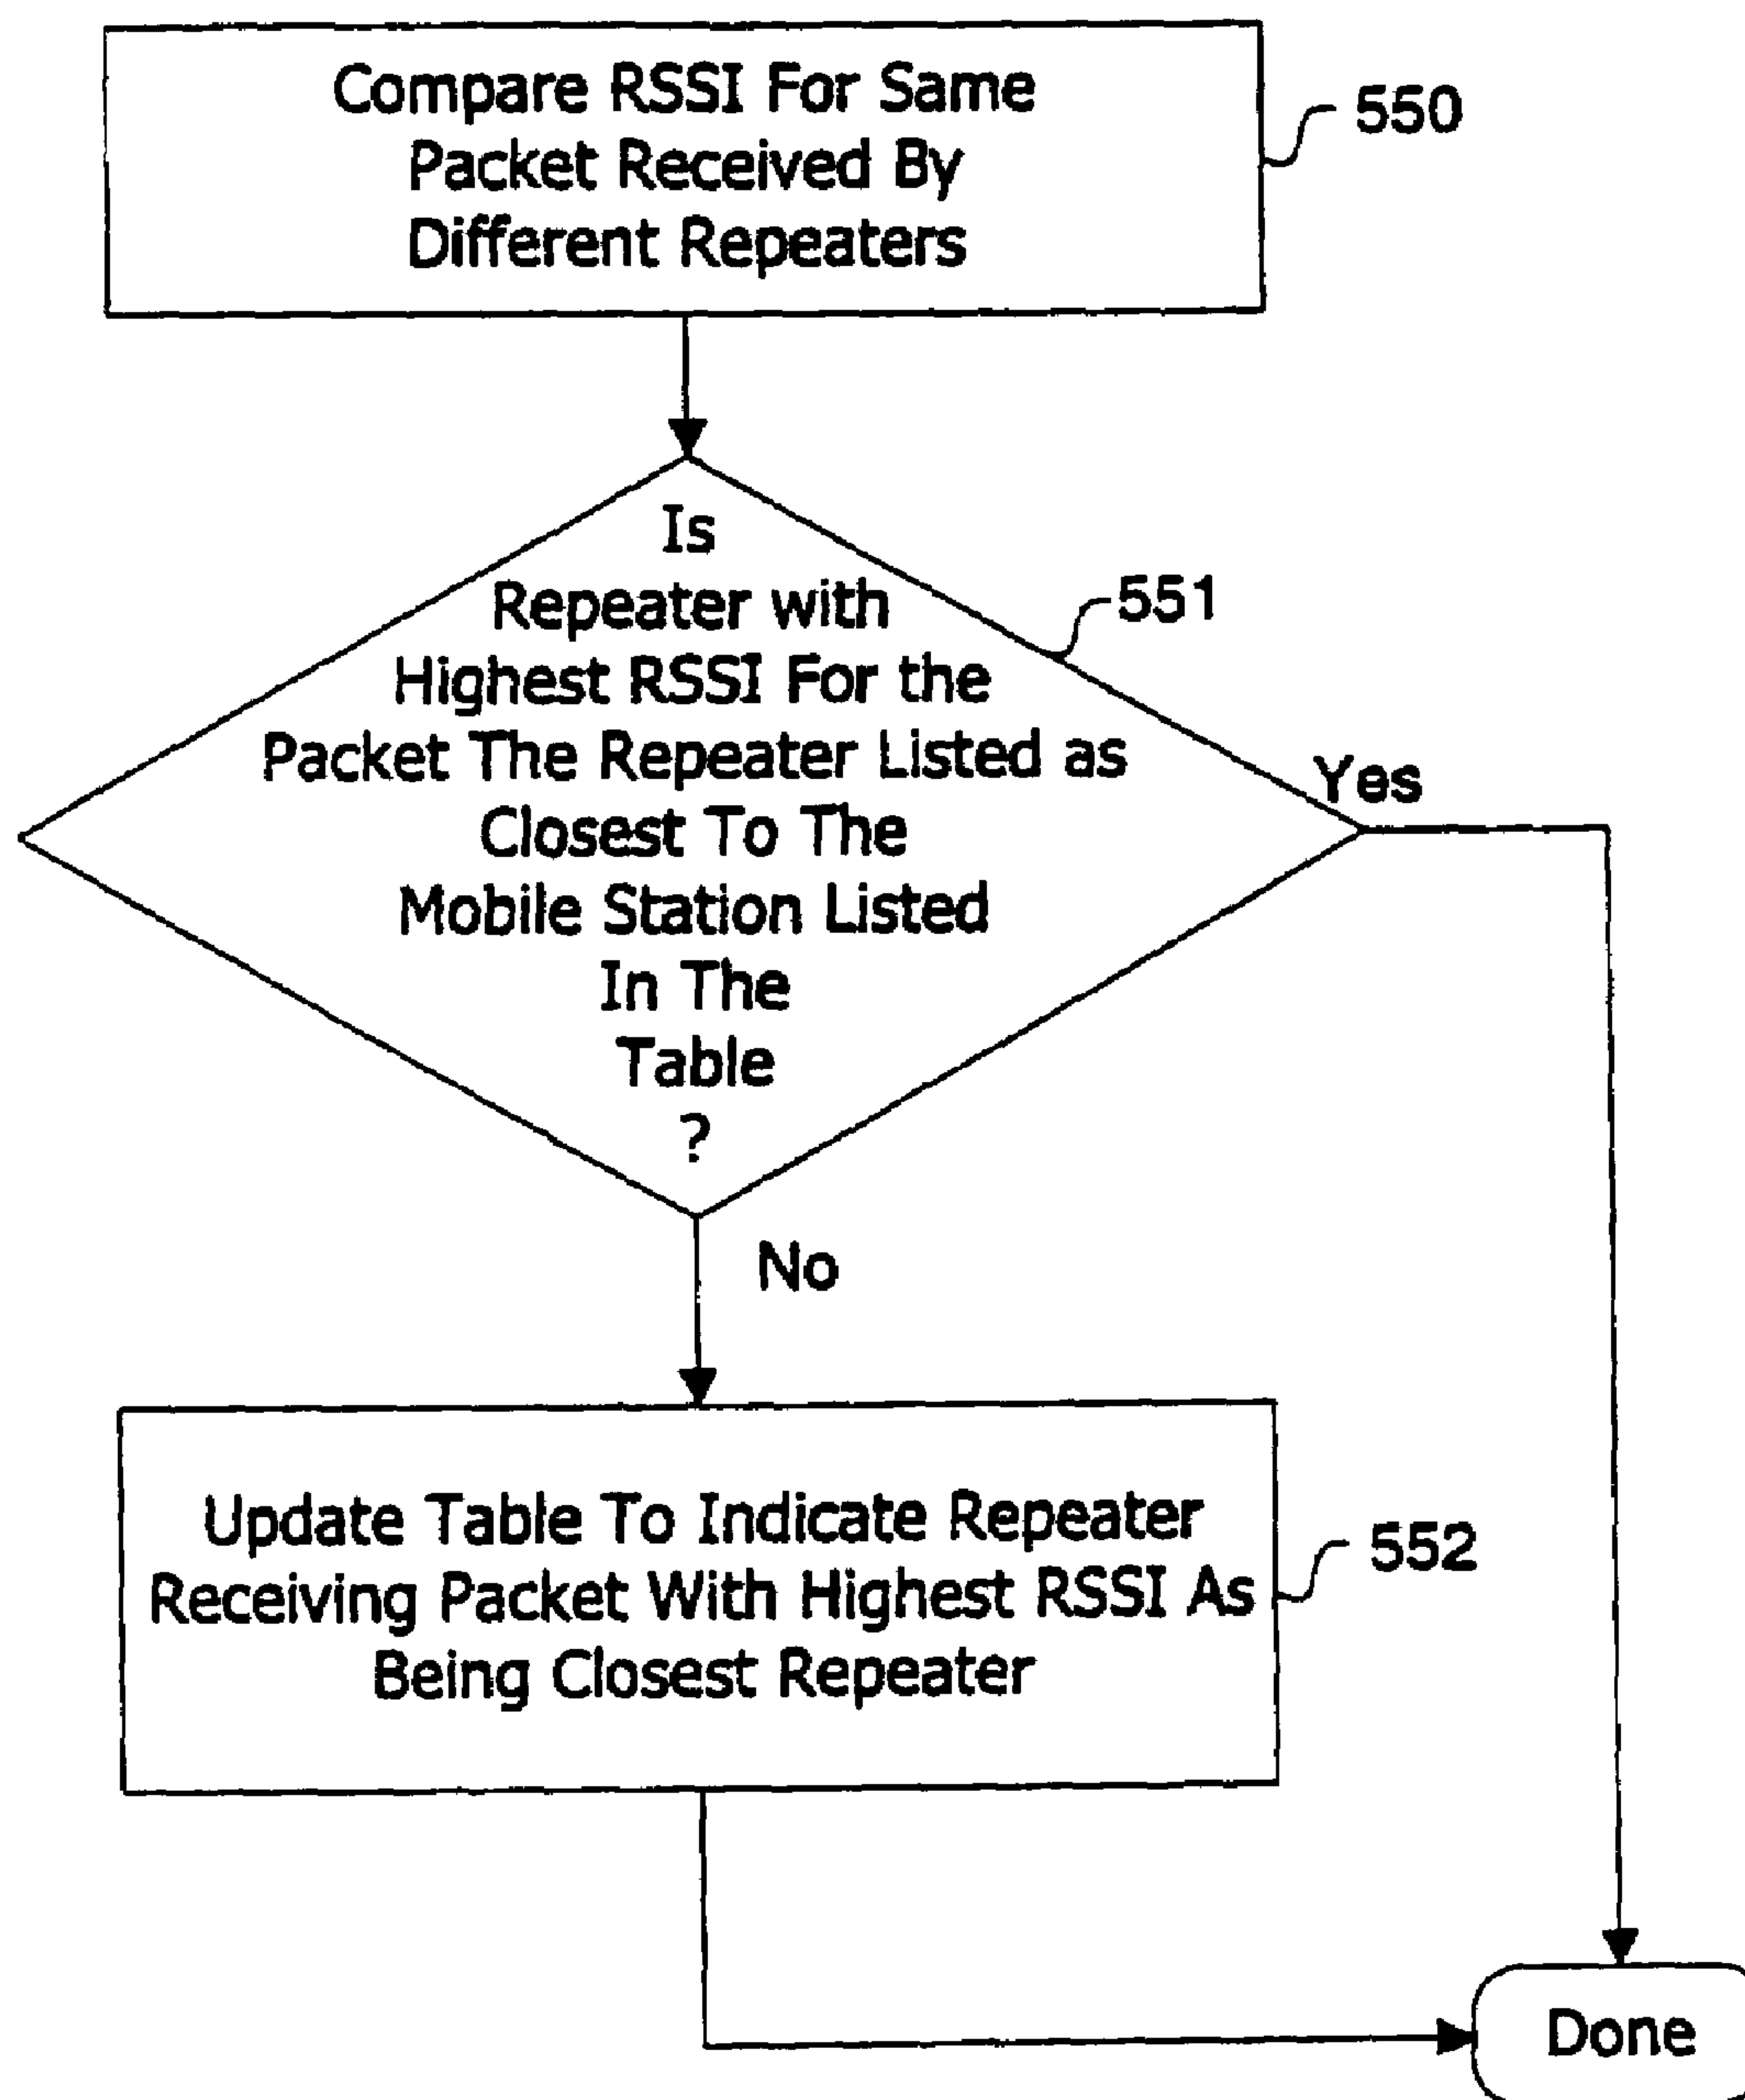 Compare RSSI For Same
Packet Received By
Different Repeaters
550
Is
Repeater with
Highest RSSI For the
Packet The Repeater Listed as
Closest To The
Mobile Station Listed
In The
Table
?
551
Yes
No
Update Table To Indicate Repeater
Receiving Packet With Highest RSSI As
Being Closest Repeater
552
Done